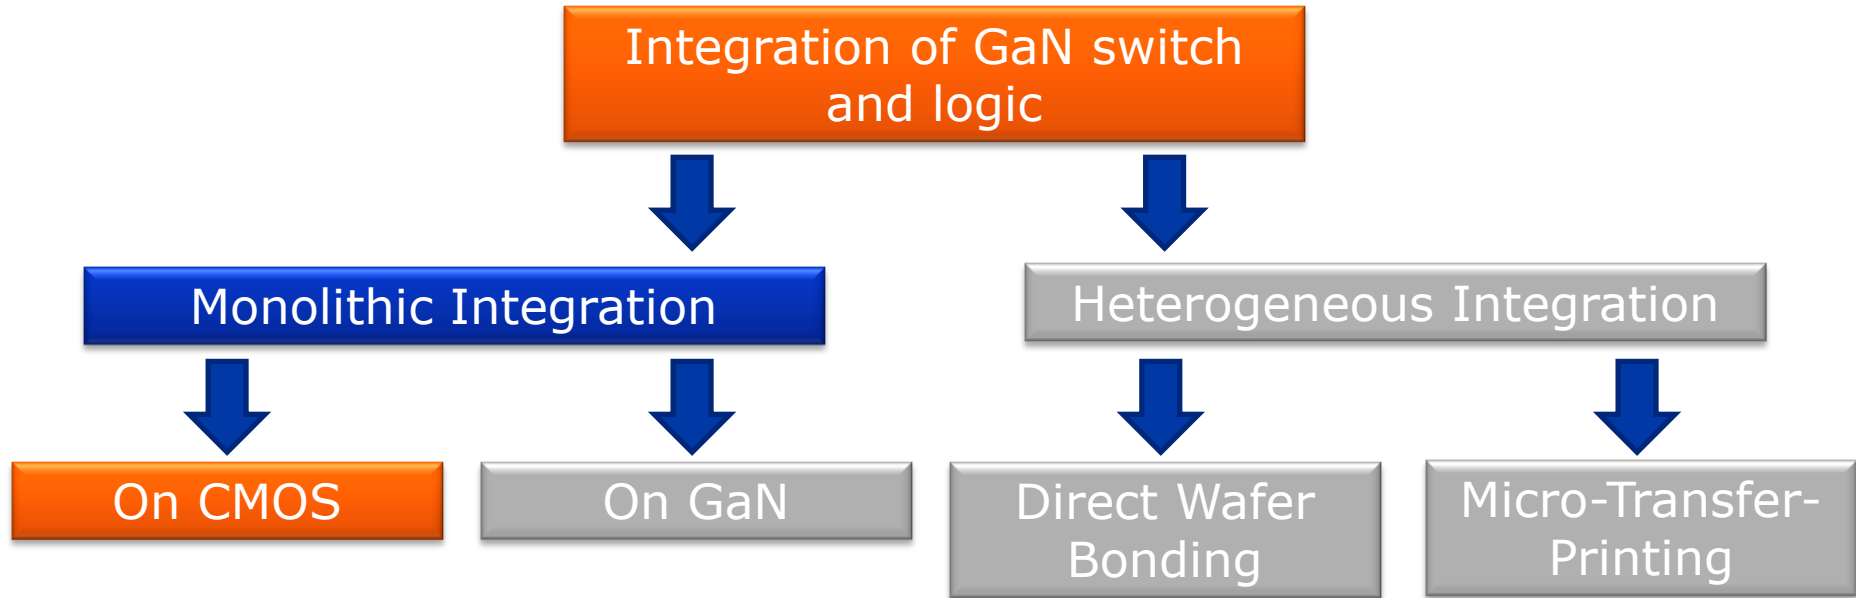 Integration of GaN switch
and logic
Monolithic Integration
Heterogeneous Integration
On CMOS
On GaN
Direct Wafer
Bonding
Micro-Transfer-
Printing